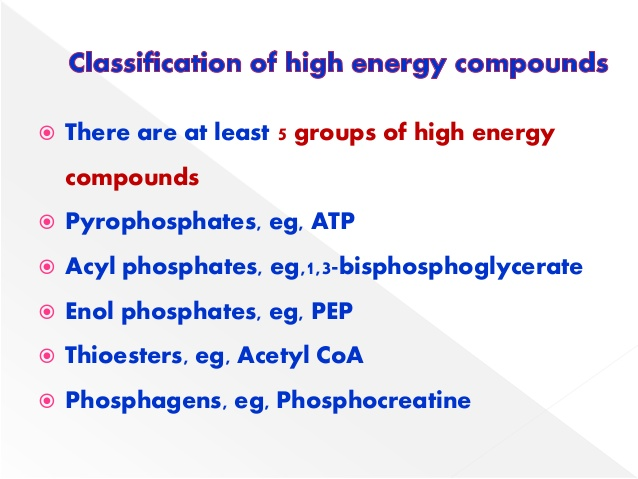 Classification of high energy compounds
There are at least 5 groups of high energy
compounds
Pyrophosphates, eg, ATP
Acyl phosphates, eg,1,3-bisphosphoglycerate
Enol phosphates, eg, PEP
Thioesters, eg, Acetyl CoA
Phosphagens, eg, Phosphocreatine